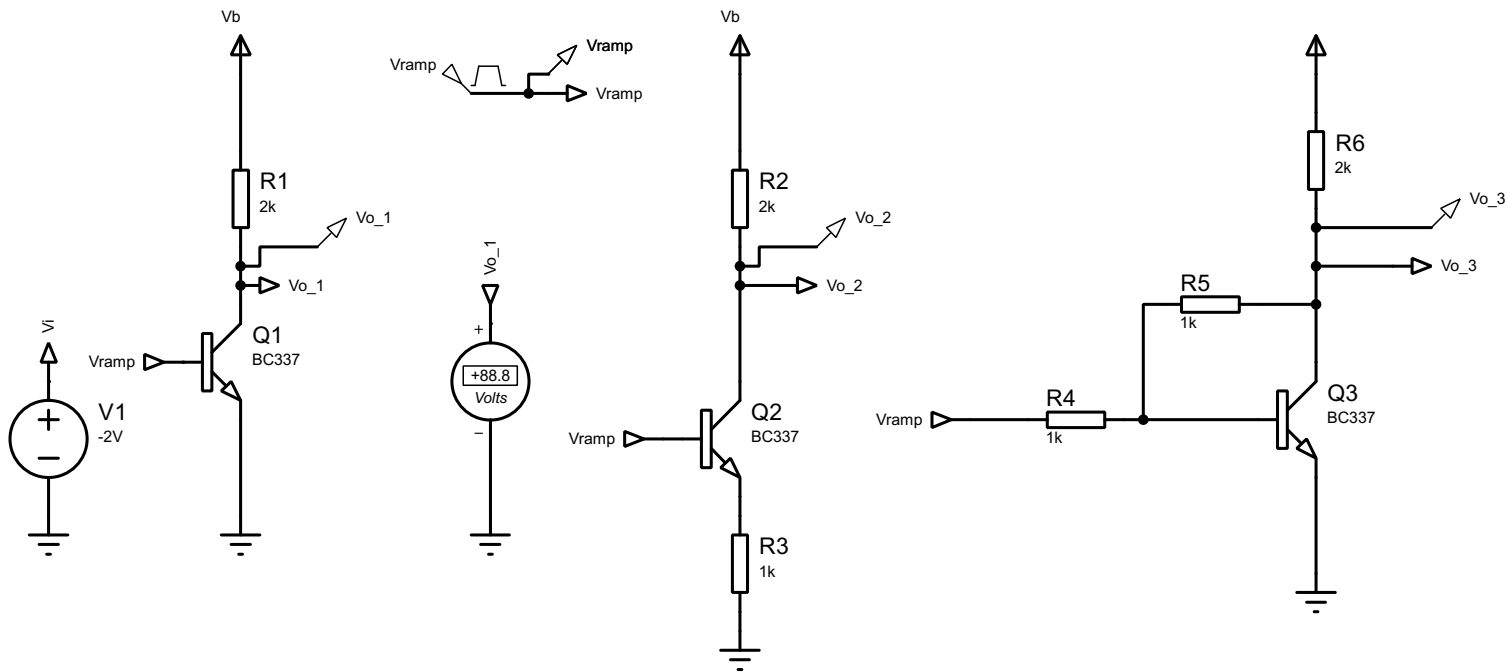 Vb
Vramp
Vramp
Vramp
Vb
R1
2k
Vo_1
Vo_1
Vi
V1
-2V
Vramp
Q1
BC337
Vo_1
+
+88.8
Volts
−
R2
2k
Vo_2
Vo_2
Vramp
Q2
BC337
R3
1k
R6
2k
Vo_3
Vo_3
R5
1k
Vramp
R4
1k
Q3
BC337